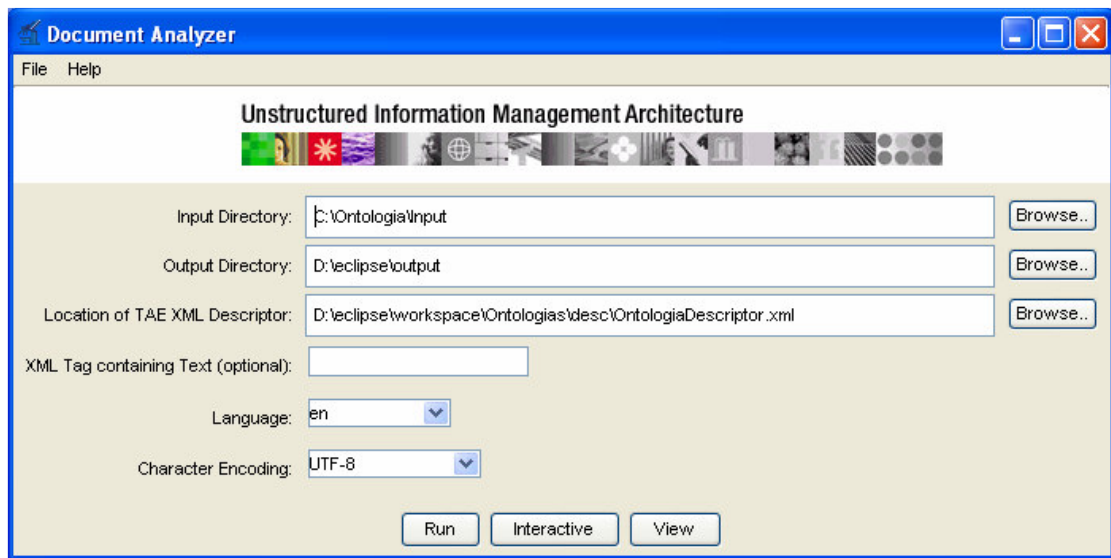 Document Analyzer
File Help
Unstructured Information Management Architecture
Input Directory: C:\Ontologia\Input Browse..
Output Directory: D:\eclipse\output Browse..
Location of TAE XML Descriptor: D:\eclipse\workspace\Ontologias\desc\OntologiaDescriptor.xml Browse..
XML Tag containing Text (optional):
Language: en
Character Encoding: UTF-8
Run Interactive View